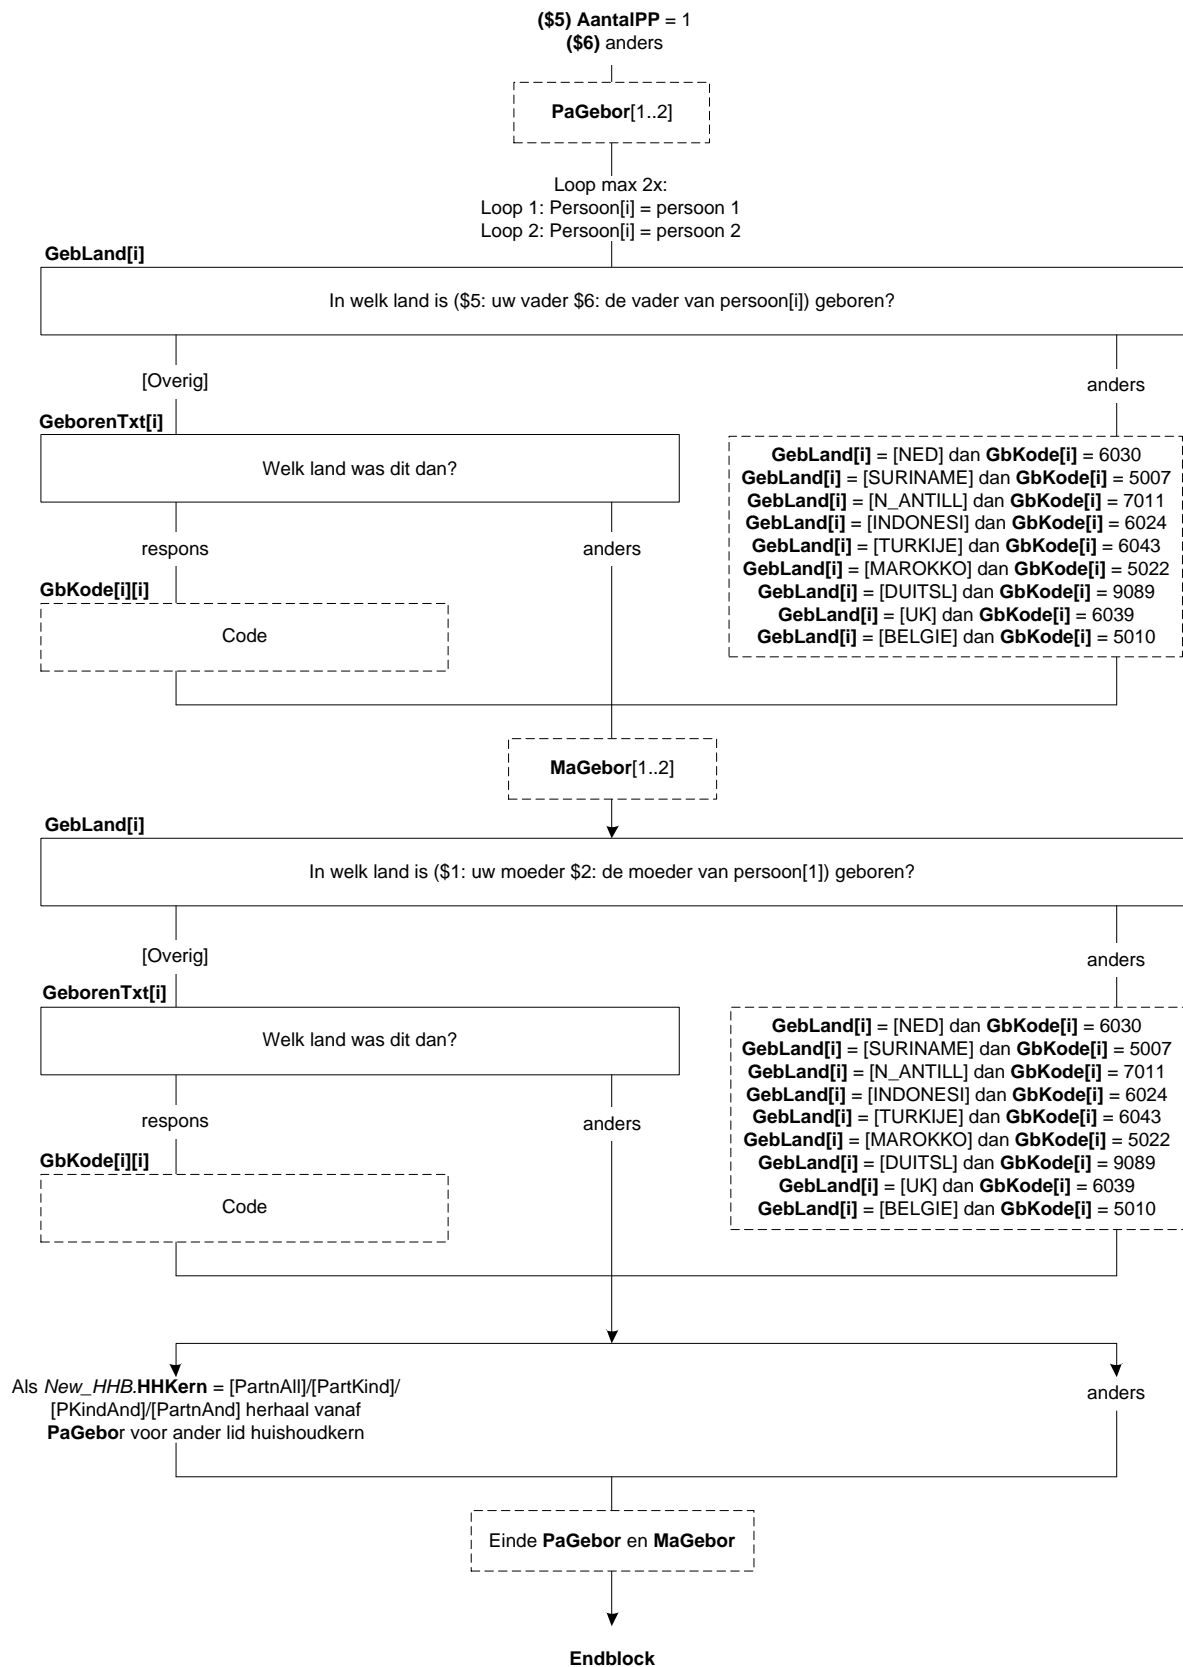 ($5) AantalPP = 1
($6) anders
PaGebor[1..2]
Loop max 2x:
Loop 1: Persoon[i] = persoon 1
Loop 2: Persoon[i] = persoon 2
GebLand[i]
In welk land is ($5: uw vader $6: de vader van persoon[i]) geboren?
[Overig]
anders
GeborenTxt[i]
Welk land was dit dan?
GebLand[i] = [NED] dan GbKode[i] = 6030
GebLand[i] = [SURINAME] dan GbKode[i] = 5007
GebLand[i] = [N_ANTILL] dan GbKode[i] = 7011
GebLand[i] = [INDONESI] dan GbKode[i] = 6024
GebLand[i] = [TURKIJE] dan GbKode[i] = 6043
GebLand[i] = [MAROKKO] dan GbKode[i] = 5022
GebLand[i] = [DUITSL] dan GbKode[i] = 9089
GebLand[i] = [UK] dan GbKode[i] = 6039
GebLand[i] = [BELGIE] dan GbKode[i] = 5010
respons
anders
GbKode[i][i]
Code
MaGebor[1..2]
GebLand[i]
In welk land is ($1: uw moeder $2: de moeder van persoon[1]) geboren?
[Overig]
anders
GeborenTxt[i]
Welk land was dit dan?
GebLand[i] = [NED] dan GbKode[i] = 6030
GebLand[i] = [SURINAME] dan GbKode[i] = 5007
GebLand[i] = [N_ANTILL] dan GbKode[i] = 7011
GebLand[i] = [INDONESI] dan GbKode[i] = 6024
GebLand[i] = [TURKIJE] dan GbKode[i] = 6043
GebLand[i] = [MAROKKO] dan GbKode[i] = 5022
GebLand[i] = [DUITSL] dan GbKode[i] = 9089
GebLand[i] = [UK] dan GbKode[i] = 6039
GebLand[i] = [BELGIE] dan GbKode[i] = 5010
respons
anders
GbKode[i][i]
Code
Als New_HHB.HHKern = [PartnAll]/[PartKind]/
[PKindAnd]/[PartnAnd] herhaal vanaf
PaGebor voor ander lid huishoudkern
anders
Einde PaGebor en MaGebor
Endblock